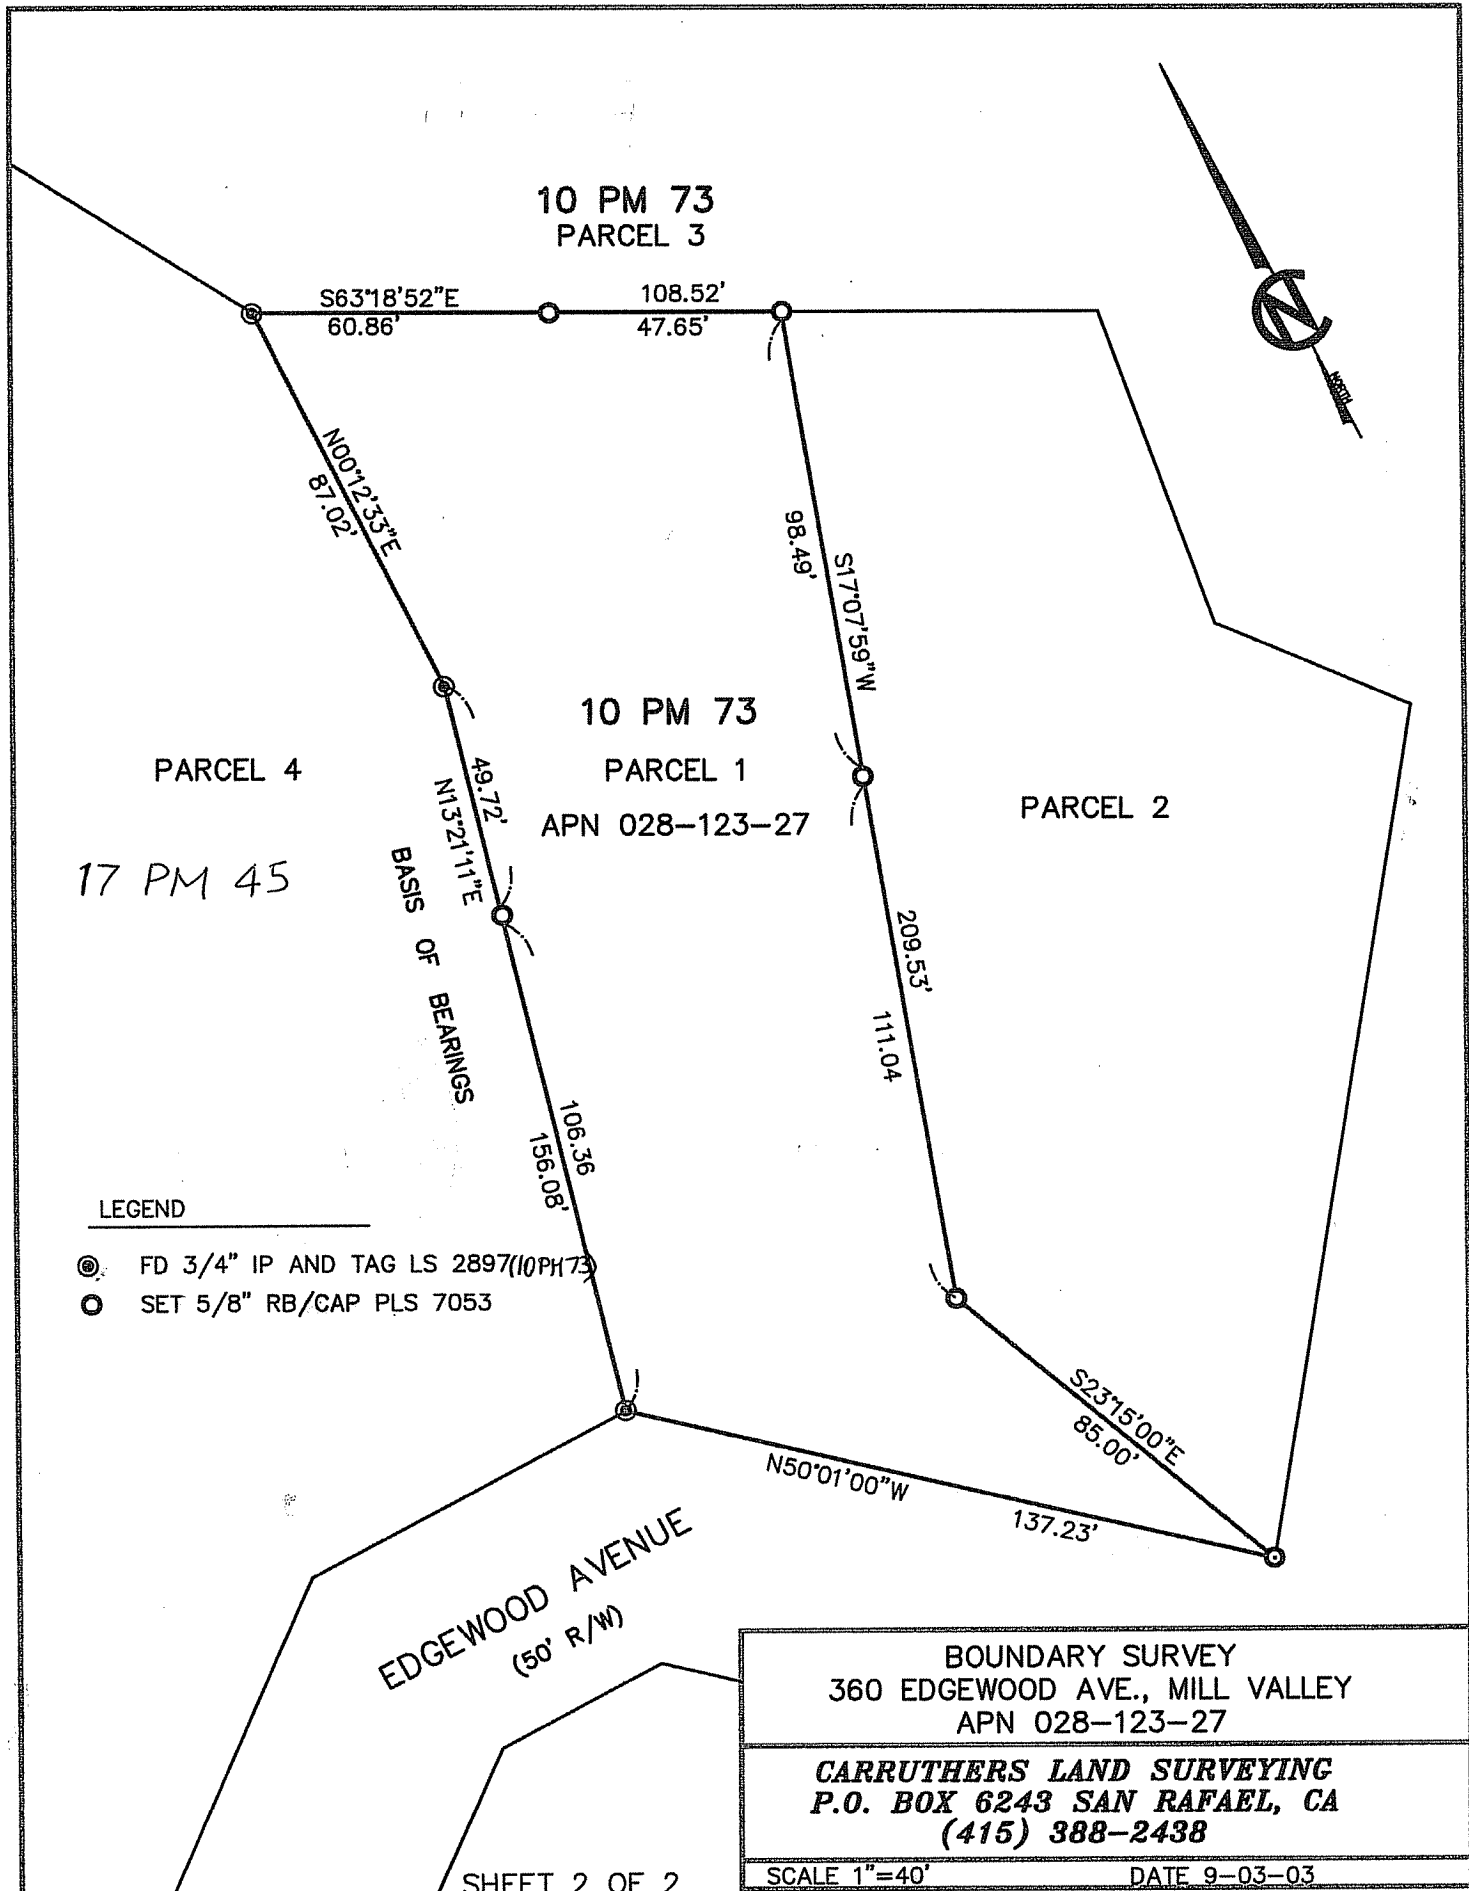 10 PM 73
PARCEL 3
S63°18'52"E
60.86'
108.52'
47.65'
NORTH
N00°12'33"E
87.02'
98.49'
S17°07'59"W
10 PM 73
PARCEL 4
PARCEL 1
APN 028-123-27
PARCEL 2
49.72'
N13°21'11"E
17 PM 45
BASIS OF BEARINGS
209.53'
111.04
106.36
156.08'
LEGEND
FD 3/4" IP AND TAG LS 2897(10PM73)
SET 5/8" RB/CAP PLS 7053
S23°15'00"E
85.00'
N50°01'00"W
137.23'
EDGEWOOD AVENUE
(50' R/W)
BOUNDARY SURVEY
360 EDGEWOOD AVE., MILL VALLEY
APN 028-123-27
CARRUTHERS LAND SURVEYING
P.O. BOX 6243 SAN RAFAEL, CA
(415) 388-2438
SCALE 1"=40'
DATE 9-03-03
SHEET 2 OF 2